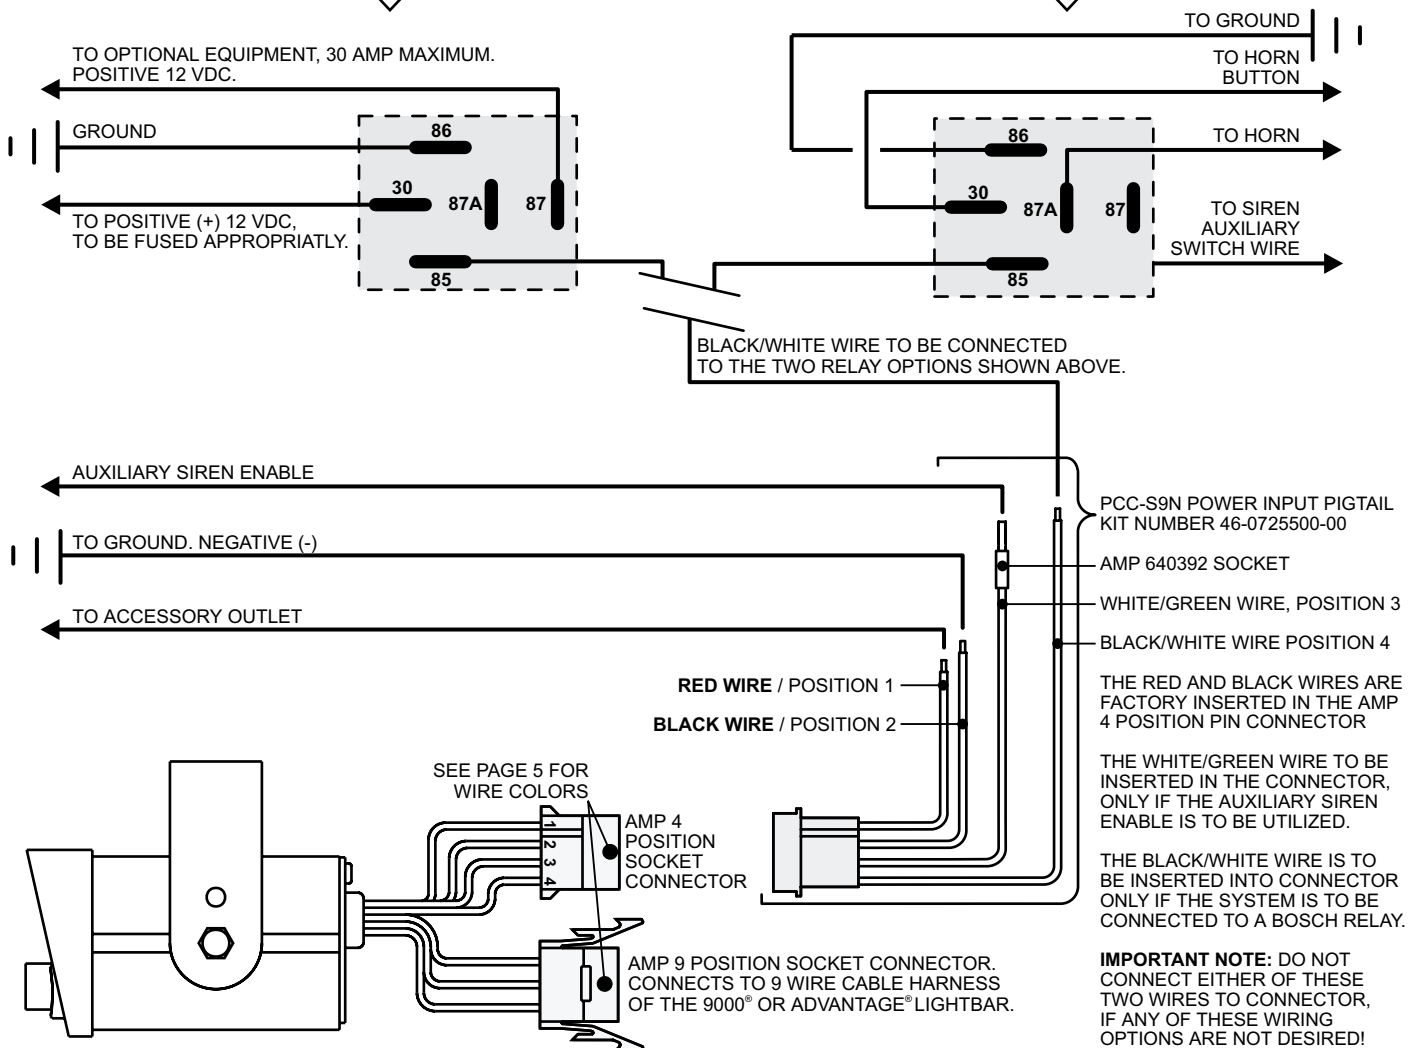 TO OPTIONAL EQUIPMENT, 30 AMP MAXIMUM.
POSITIVE 12 VDC.
GROUND
TO POSITIVE (+) 12 VDC,
TO BE FUSED APPROPRIATLY.
86
30
87A
87
85
TO GROUND
TO HORN
BUTTON
TO HORN
TO SIREN
AUXILIARY
SWITCH WIRE
86
30
87A
87
85
BLACK/WHITE WIRE TO BE CONNECTED
TO THE TWO RELAY OPTIONS SHOWN ABOVE.
AUXILIARY SIREN ENABLE
TO GROUND. NEGATIVE (-)
TO ACCESSORY OUTLET
RED WIRE / POSITION 1
BLACK WIRE / POSITION 2
PCC-S9N POWER INPUT PIGTAIL
KIT NUMBER 46-0725500-00
AMP 640392 SOCKET
WHITE/GREEN WIRE, POSITION 3
BLACK/WHITE WIRE POSITION 4
THE RED AND BLACK WIRES ARE
FACTORY INSERTED IN THE AMP
4 POSITION PIN CONNECTOR
THE WHITE/GREEN WIRE TO BE
INSERTED IN THE CONNECTOR,
ONLY IF THE AUXILIARY SIREN
ENABLE IS TO BE UTILIZED.
THE BLACK/WHITE WIRE IS TO
BE INSERTED INTO CONNECTOR
ONLY IF THE SYSTEM IS TO BE
CONNECTED TO A BOSCH RELAY.
IMPORTANT NOTE: DO NOT
CONNECT EITHER OF THESE
TWO WIRES TO CONNECTOR,
IF ANY OF THESE WIRING
OPTIONS ARE NOT DESIRED!
SEE PAGE 5 FOR
WIRE COLORS
1
2
3
4
AMP 4
POSITION
SOCKET
CONNECTOR
AMP 9 POSITION SOCKET CONNECTOR.
CONNECTS TO 9 WIRE CABLE HARNESS
OF THE 9000® OR ADVANTAGE® LIGHTBAR.